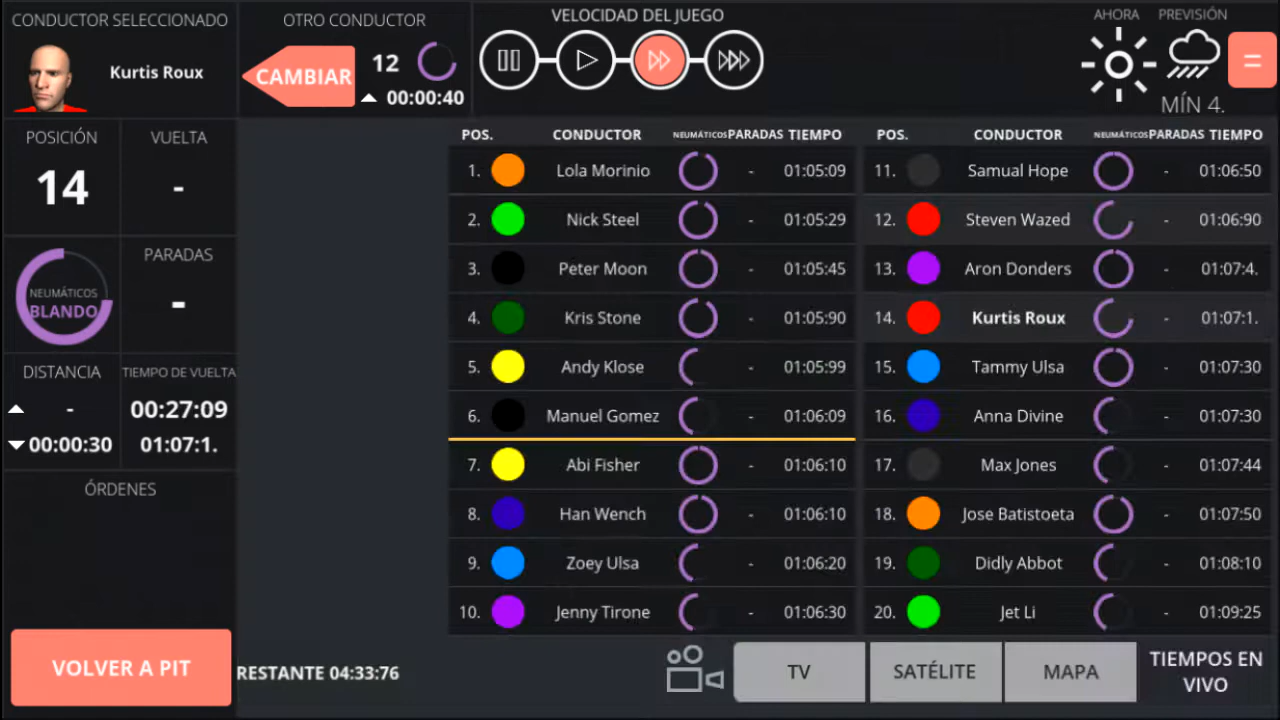 CONDUCTOR SELECCIONADO
Kurtis Roux
OTRO CONDUCTOR
CAMBIAR
12
00:00:40
VELOCIDAD DEL JUEGO
AHORA
PREVISIÓN
MÍN 4.
POSICIÓN
14
VUELTA
-
NEUMÁTICOS
BLANDO
PARADAS
-
DISTANCIA
-
00:00:30
TIEMPO DE VUELTA
00:27:09
01:07:1.
ÓRDENES
VOLVER A PIT
POS. CONDUCTOR NEUMÁTICOS PARADAS TIEMPO
1. Lola Morinio - 01:05:09
2. Nick Steel - 01:05:29
3. Peter Moon - 01:05:45
4. Kris Stone - 01:05:90
5. Andy Klose - 01:05:99
6. Manuel Gomez - 01:06:09
7. Abi Fisher - 01:06:10
8. Han Wench - 01:06:10
9. Zoey Ulsa - 01:06:20
10. Jenny Tirone - 01:06:30
POS. CONDUCTOR NEUMÁTICOS PARADAS TIEMPO
11. Samual Hope - 01:06:50
12. Steven Wazed - 01:06:90
13. Aron Donders - 01:07:4.
14. Kurtis Roux - 01:07:1.
15. Tammy Ulsa - 01:07:30
16. Anna Divine - 01:07:30
17. Max Jones - 01:07:44
18. Jose Batistoeta - 01:07:50
19. Didly Abbot - 01:08:10
20. Jet Li - 01:09:25
RESTANTE 04:33:76
TV
SATÉLITE
MAPA
TIEMPOS EN
VIVO